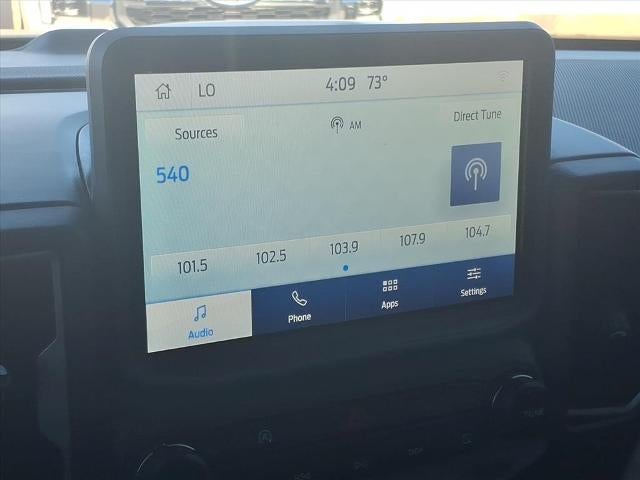 LO 4:09 73°
Sources AM Direct Tune
540
101.5 102.5 103.9 107.9 104.7
Audio Phone Apps Settings
TUNE